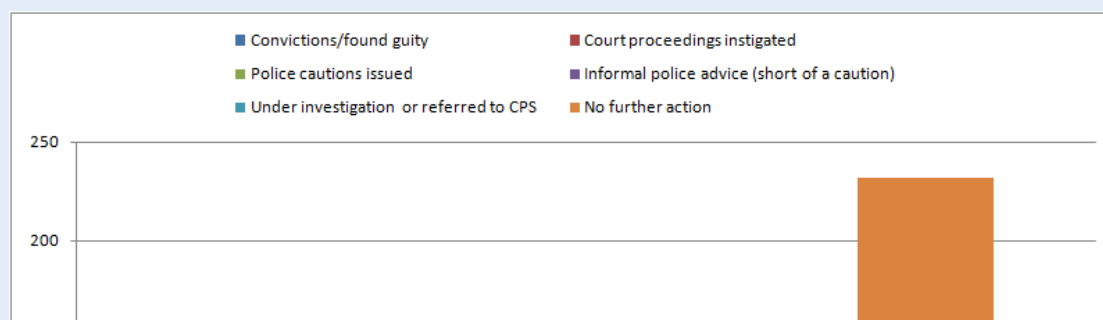 Convictions/found guity Court proceedings instigated
Police cautions issued Informal police advice (short of a caution)
Under investigation or referred to CPS No further action
250
200